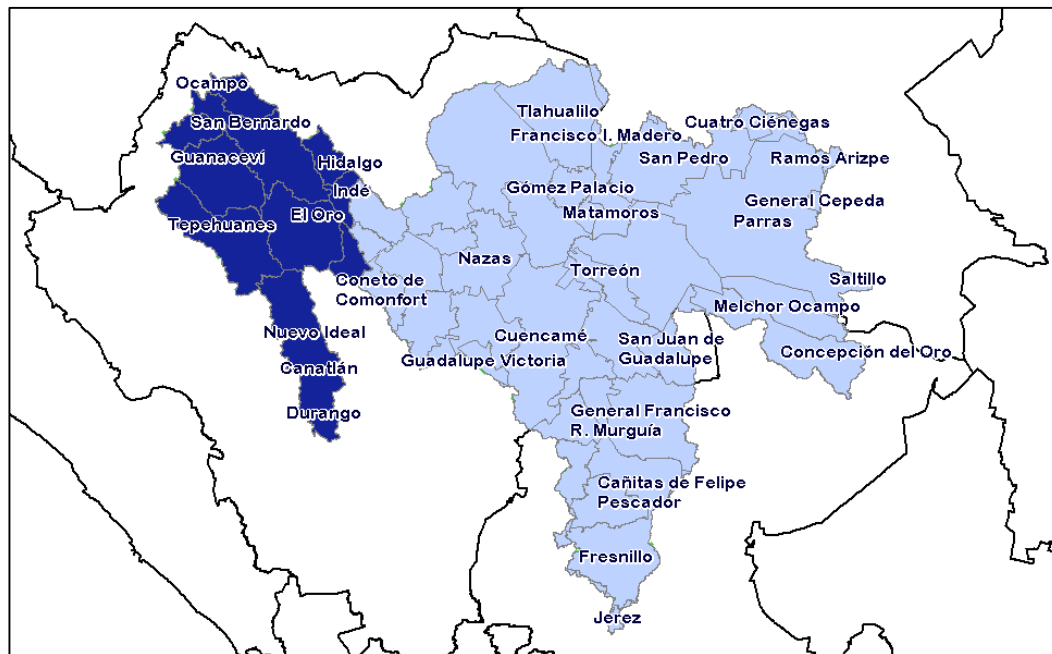 Ocampo
San Bernardo
Guanaceví
Hidalgo
Indé
Tepehuanes
El Oro
Coneto de
Comonfort
Nuevo Ideal
Canatlán
Durango
Tlahualilo
Francisco I. Madero
Cuatro Ciénegas
San Pedro
Ramos Arizpe
Gómez Palacio
Matamoros
General Cepeda
Parras
Nazas
Torreón
Saltillo
Melchor Ocampo
Cuencamé
San Juan de
Guadalupe
Guadalupe Victoria
Concepción del Oro
General Francisco
R. Murguía
Cañitas de Felipe
Pescador
Fresnillo
Jerez